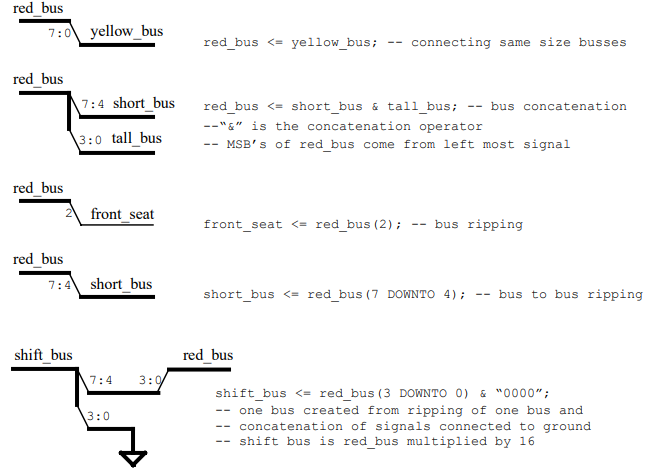 red_bus
7:0 yellow_bus
red_bus <= yellow_bus; -- connecting same size busses
red_bus
7:4 short_bus
3:0 tall_bus
red_bus <= short_bus & tall_bus; -- bus concatenation
--“&” is the concatenation operator
-- MSB’s of red_bus come from left most signal
red_bus
2 front_seat
front_seat <= red_bus(2); -- bus ripping
red_bus
7:4 short_bus
short_bus <= red_bus(7 DOWNTO 4); -- bus to bus ripping
shift_bus red_bus
7:4 3:0
3:0
shift_bus <= red_bus(3 DOWNTO 0) & “0000”;
-- one bus created from ripping of one bus and
-- concatenation of signals connected to ground
-- shift bus is red_bus multiplied by 16